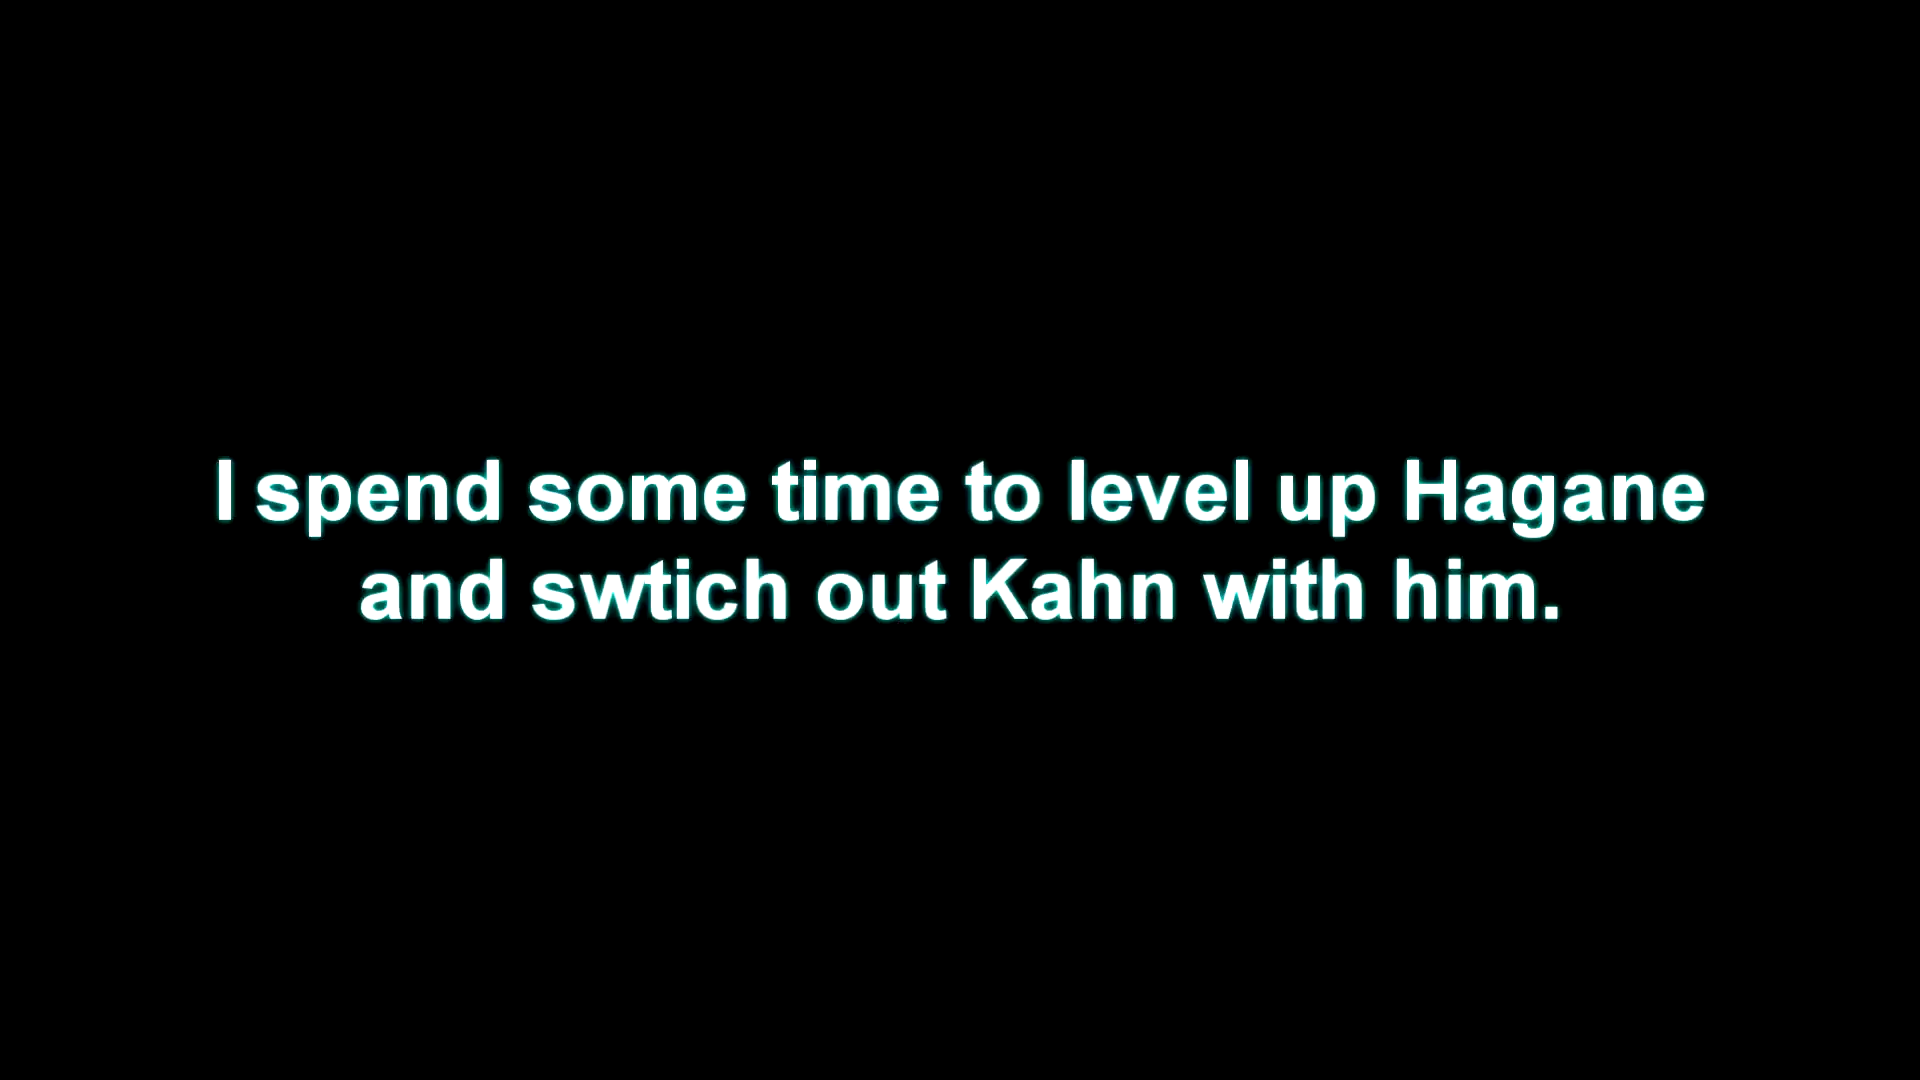 I spend some time to level up Hagane
and swtich out Kahn with him.